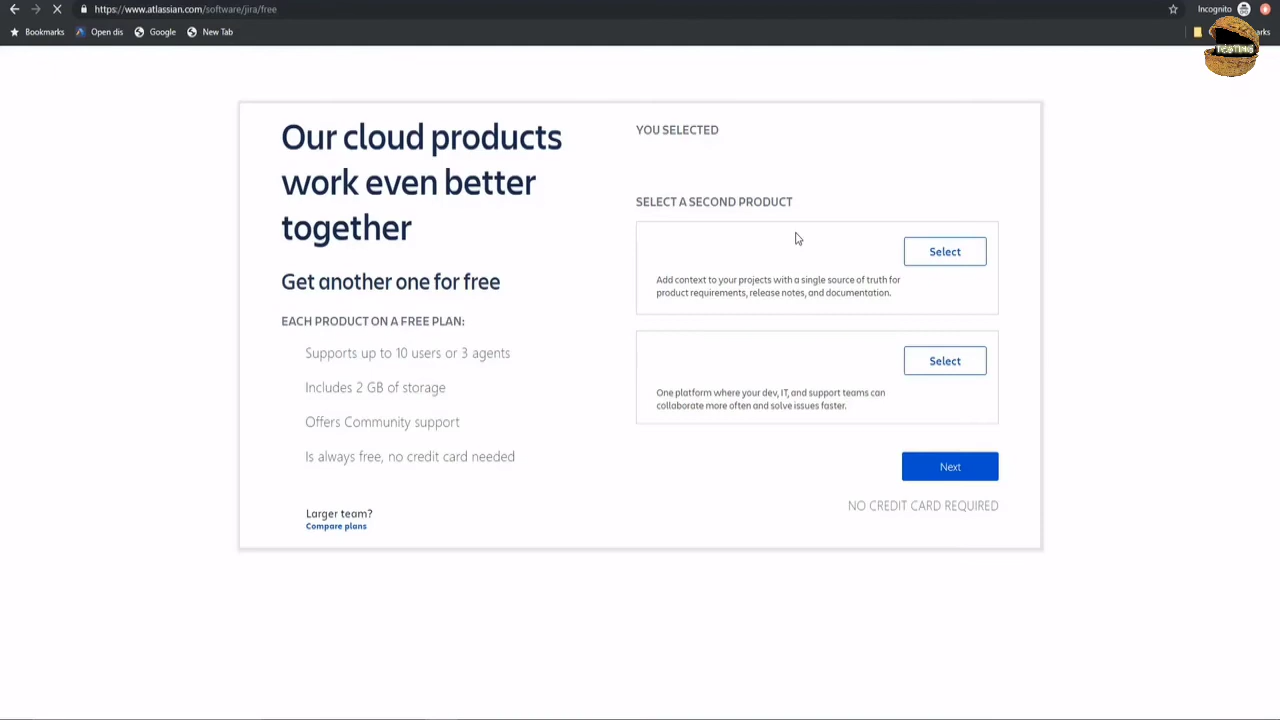 https://www.atlassian.com/software/jira/free
Incognito
Bookmarks
Open dis
Google
New Tab
TESTING
Our cloud products
work even better
together
Get another one for free
EACH PRODUCT ON A FREE PLAN:
Supports up to 10 users or 3 agents
Includes 2 GB of storage
Offers Community support
Is always free, no credit card needed
Larger team?
Compare plans
YOU SELECTED
SELECT A SECOND PRODUCT
Select
Add context to your projects with a single source of truth for
product requirements, release notes, and documentation.
Select
One platform where your dev, IT, and support teams can
collaborate more often and solve issues faster.
Next
NO CREDIT CARD REQUIRED